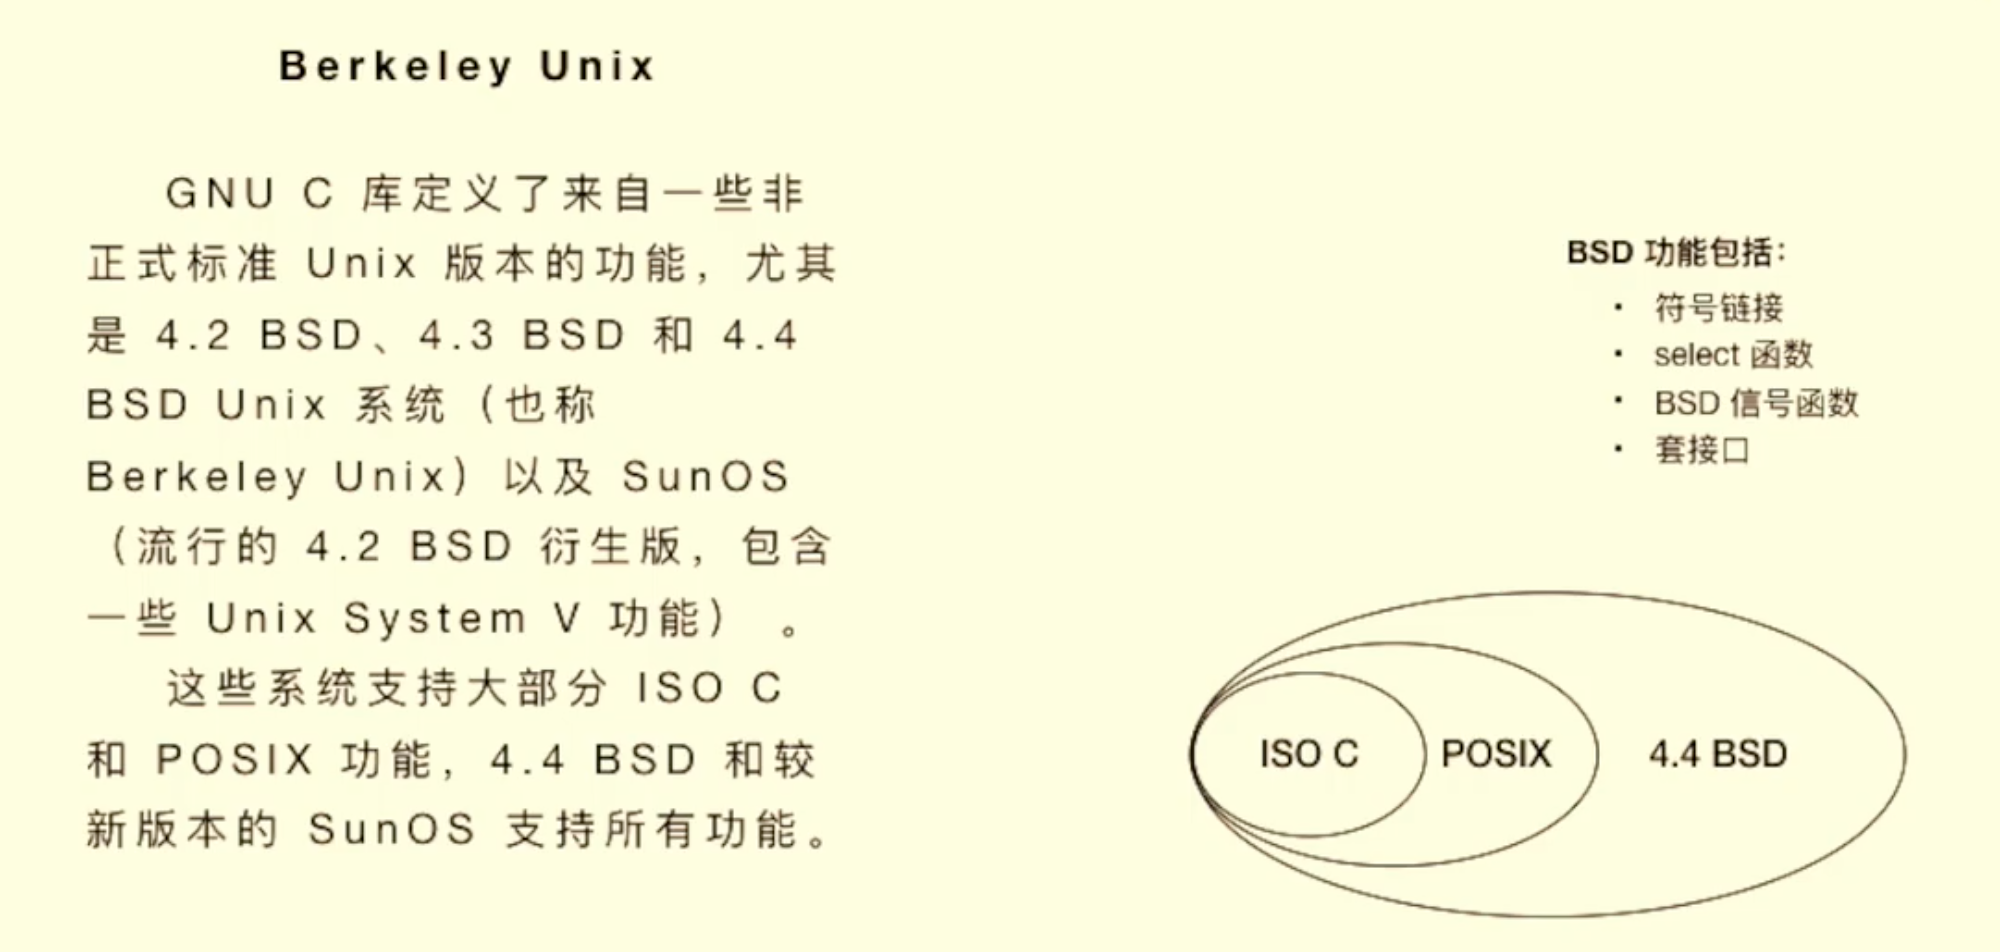 Berkeley Unix
GNU C 库定义了来自一些非
正式标准 Unix 版本的功能，尤其
是 4.2 BSD、4.3 BSD 和 4.4
BSD Unix 系统（也称
Berkeley Unix）以及 SunOS
（流行的 4.2 BSD 衍生版，包含
一些 Unix System V 功能） 。
这些系统支持大部分 ISO C
和 POSIX 功能，4.4 BSD 和较
新版本的 SunOS 支持所有功能。
BSD 功能包括：
· 符号链接
· select 函数
· BSD 信号函数
· 套接口
ISO C POSIX 4.4 BSD